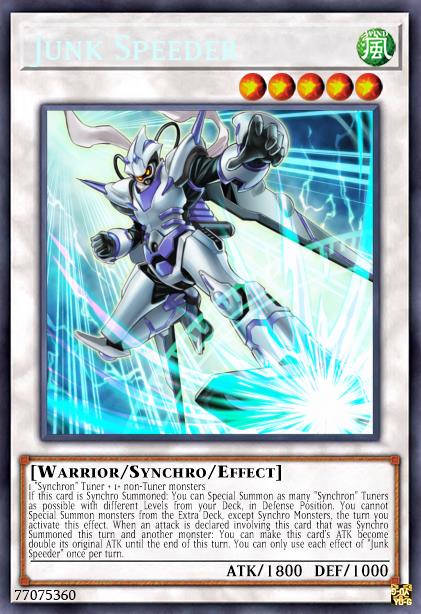 Junk Speeder
WIND
風
[Warrior/Synchro/Effect]
1 "Synchron" Tuner + 1+ non-Tuner monsters
If this card is Synchro Summoned: You can Special Summon as many "Synchron" Tuners
as possible with different Levels from your Deck, in Defense Position. You cannot
Special Summon monsters from the Extra Deck, except Synchro Monsters, the turn you
activate this effect. When an attack is declared involving this card that was Synchro
Summoned this turn and another monster: You can make this card's ATK become
double its original ATK until the end of this turn. You can only use each effect of "Junk
Speeder" once per turn.
ATK/1800 DEF/1000
77075360